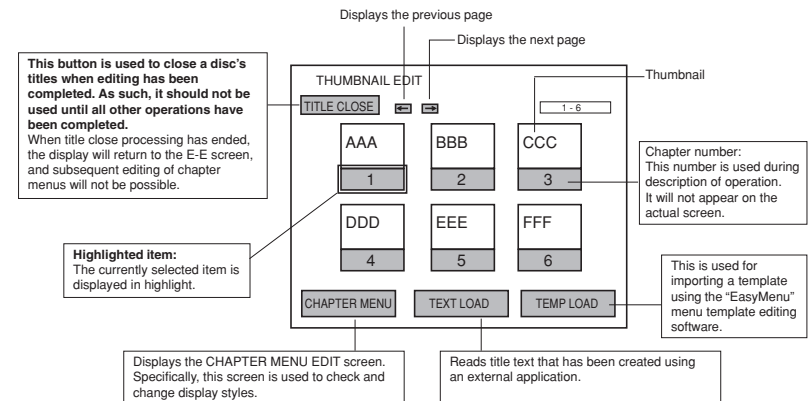 Displays the previous page
Displays the next page
This button is used to close a disc's
titles when editing has been
completed. As such, it should not be
used until all other operations have
been completed.
When title close processing has ended,
the display will return to the E-E screen,
and subsequent editing of chapter
menus will not be possible.
THUMBNAIL EDIT
Thumbnail
TITLE CLOSE
← →
1 - 6
AAA
BBB
CCC
1
2
3
Chapter number:
This number is used during
description of operation.
It will not appear on the
actual screen.
DDD
EEE
FFF
4
5
6
Highlighted item:
The currently selected item is
displayed in highlight.
This is used for
importing a template
using the "EasyMenu"
menu template editing
software.
CHAPTER MENU
TEXT LOAD
TEMP LOAD
Displays the CHAPTER MENU EDIT screen.
Specifically, this screen is used to check and
change display styles.
Reads title text that has been created using
an external application.